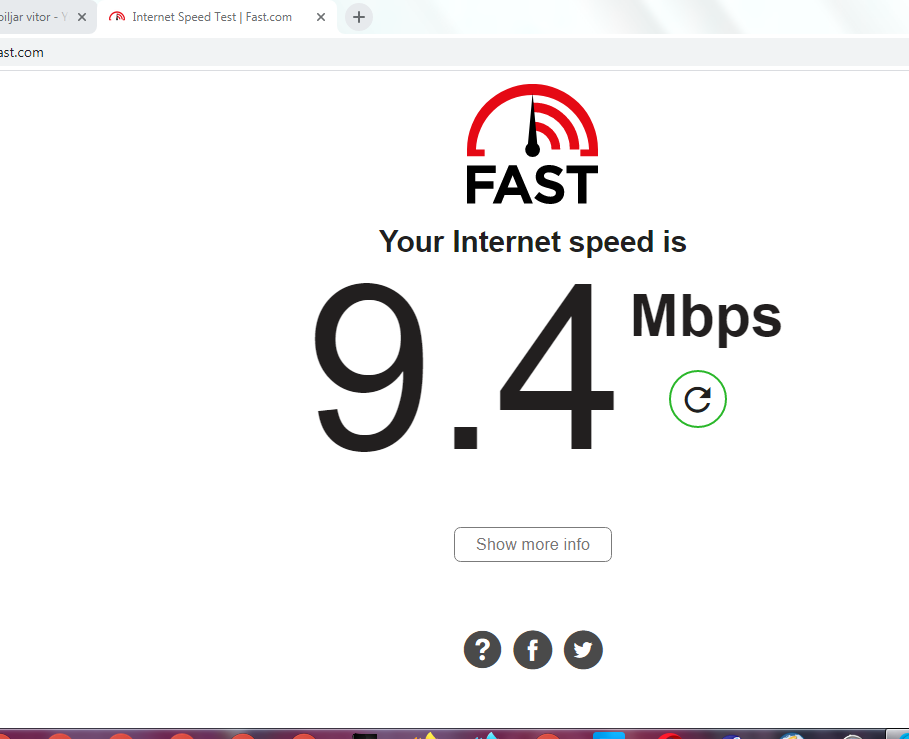 piljar vitor - Y
Internet Speed Test | Fast.com
ast.com
FAST
Your Internet speed is
9.4 Mbps
Show more info